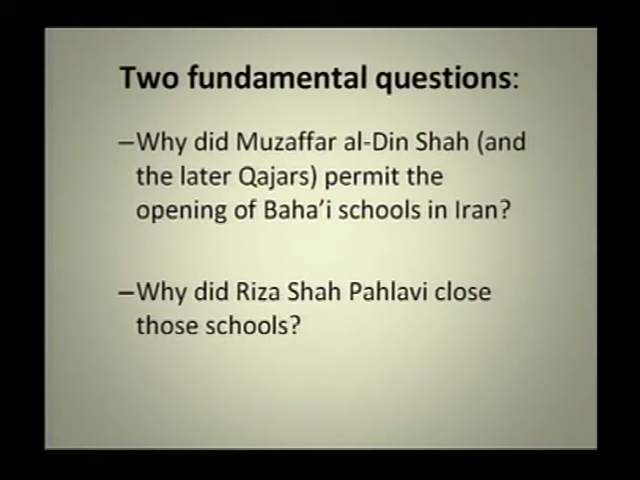 Two fundamental questions:
–Why did Muzaffar al-Din Shah (and
the later Qajars) permit the
opening of Baha’i schools in Iran?
–Why did Riza Shah Pahlavi close
those schools?